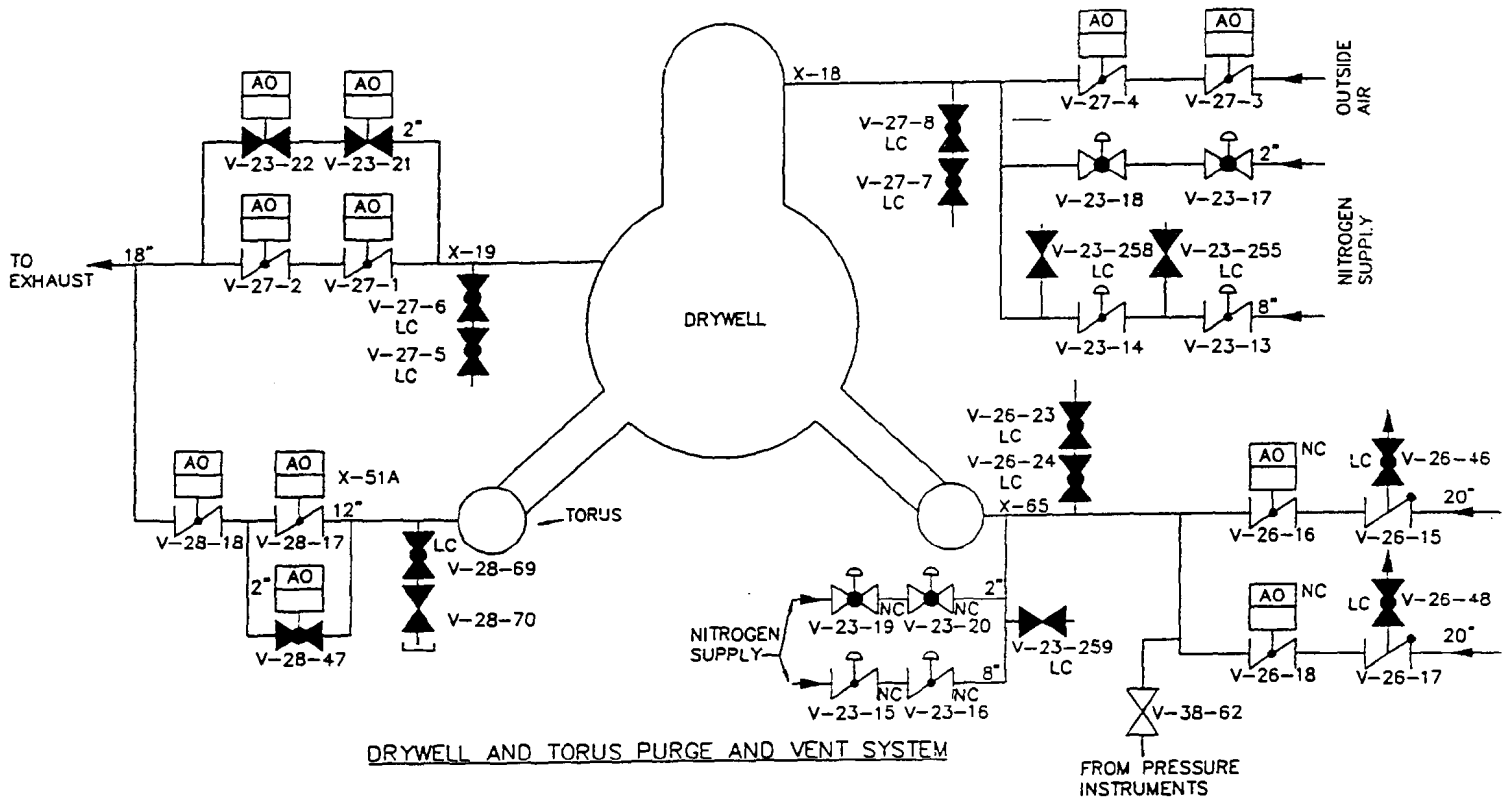 AO
AO
X-18
V-27-4
V-27-3
OUTSIDE
AIR
AO
AO
2"
V-23-22
V-23-21
V-27-8
LC
V-27-7
LC
2"
V-23-18
V-23-17
AO
AO
18"
X-19
TO
EXHAUST
V-27-2
V-27-1
V-27-6
LC
V-27-5
LC
DRYWELL
V-23-258
LC
V-23-255
LC
NITROGEN
SUPPLY
8"
V-23-14
V-23-13
AO
AO
X-51A
12"
V-28-18
V-28-17
TORUS
LC
V-28-69
2"
AO
V-28-70
V-28-47
V-26-23
LC
V-26-24
LC
X-65
AO
NC
LC
V-26-46
20"
V-26-16
V-26-15
2"
NC
NC
V-23-19
V-23-20
NITROGEN
SUPPLY
V-23-259
LC
8"
NC
NC
V-23-15
V-23-16
AO
NC
LC
V-26-48
20"
V-26-18
V-26-17
V-38-62
FROM PRESSURE
INSTRUMENTS
DRYWELL AND TORUS PURGE AND VENT SYSTEM